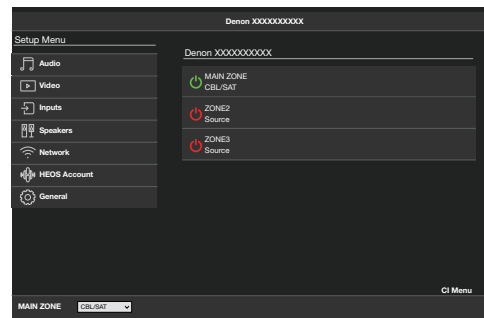 Denon XXXXXXXXXX
Setup Menu
Audio
Video
Inputs
Speakers
Network
HEOS Account
General
Denon XXXXXXXXXX
MAIN ZONE
CBL/SAT
ZONE2
Source
ZONE3
Source
CI Menu
MAIN ZONE CBL/SAT